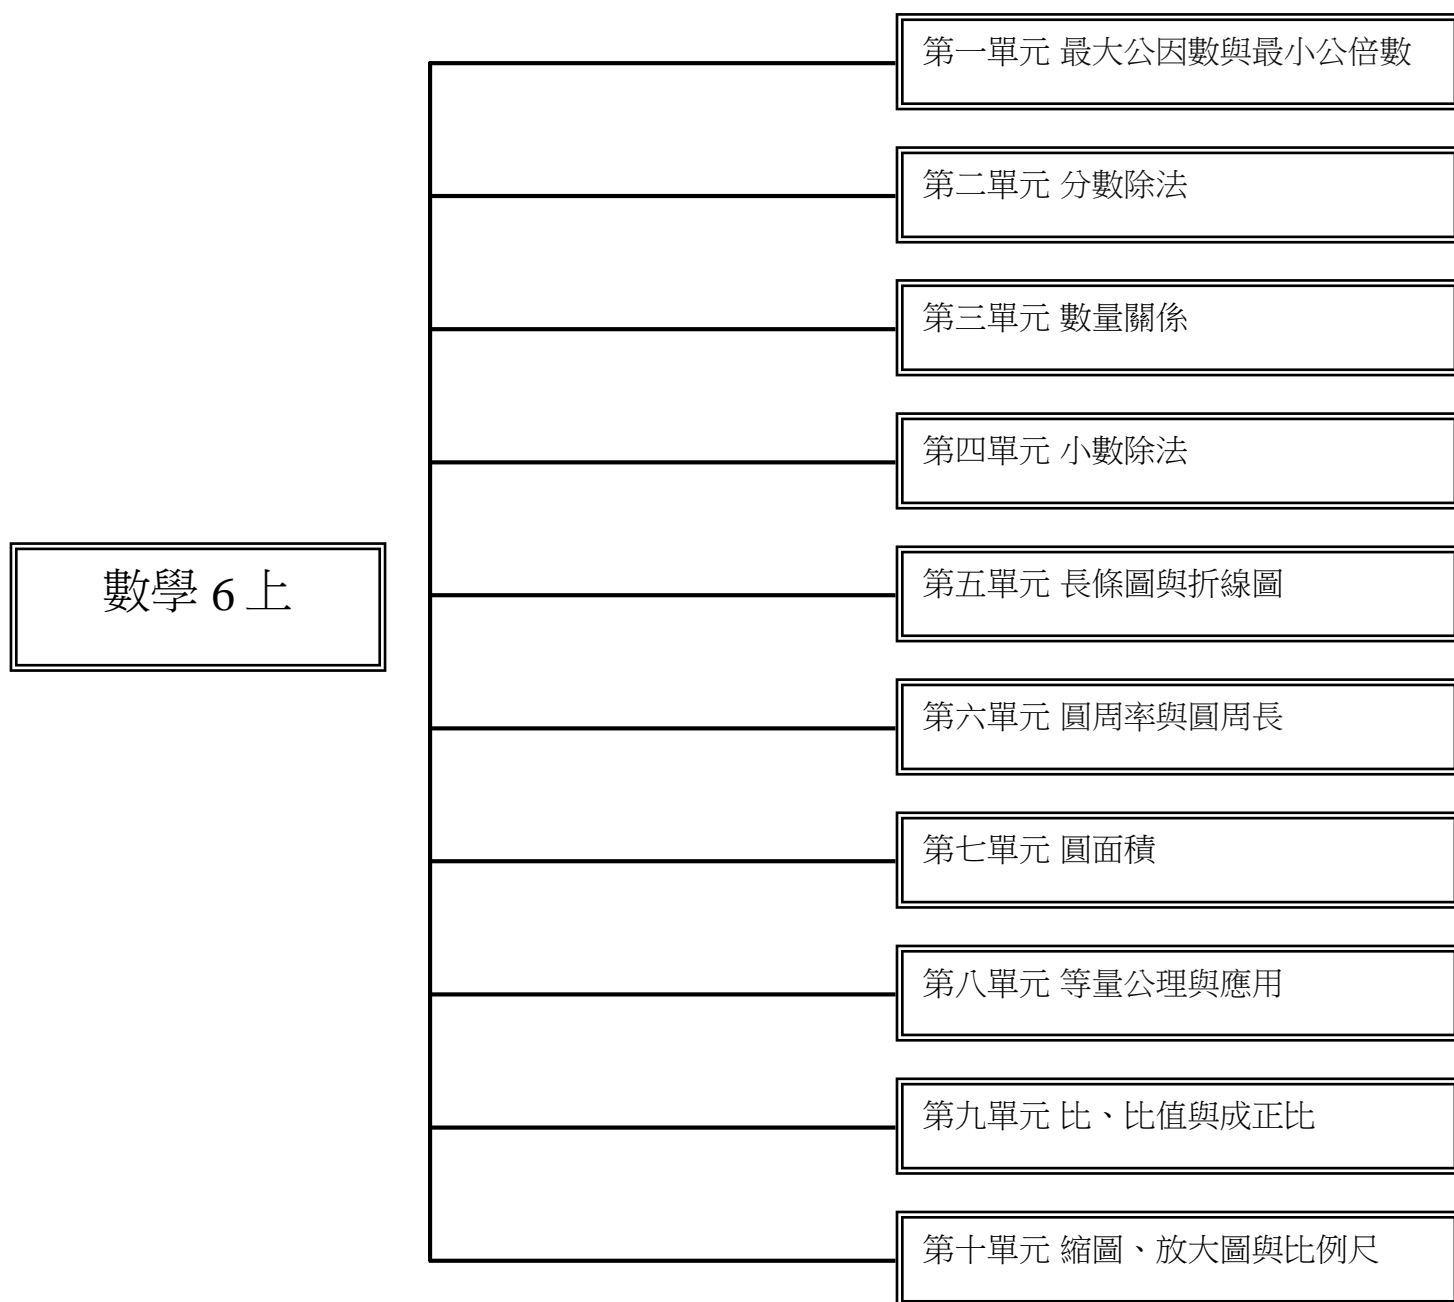 第一單元 最大公因數與最小公倍數
第二單元 分數除法
第三單元 數量關係
第四單元 小數除法
數學 6 上
第五單元 長條圖與折線圖
第六單元 圓周率與圓周長
第七單元 圓面積
第八單元 等量公理與應用
第九單元 比、比值與成正比
第十單元 縮圖、放大圖與比例尺